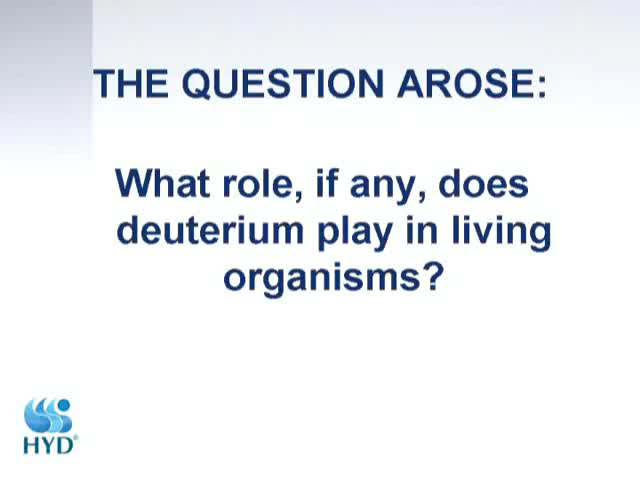 THE QUESTION AROSE:
What role, if any, does
deuterium play in living
organisms?
HYD®